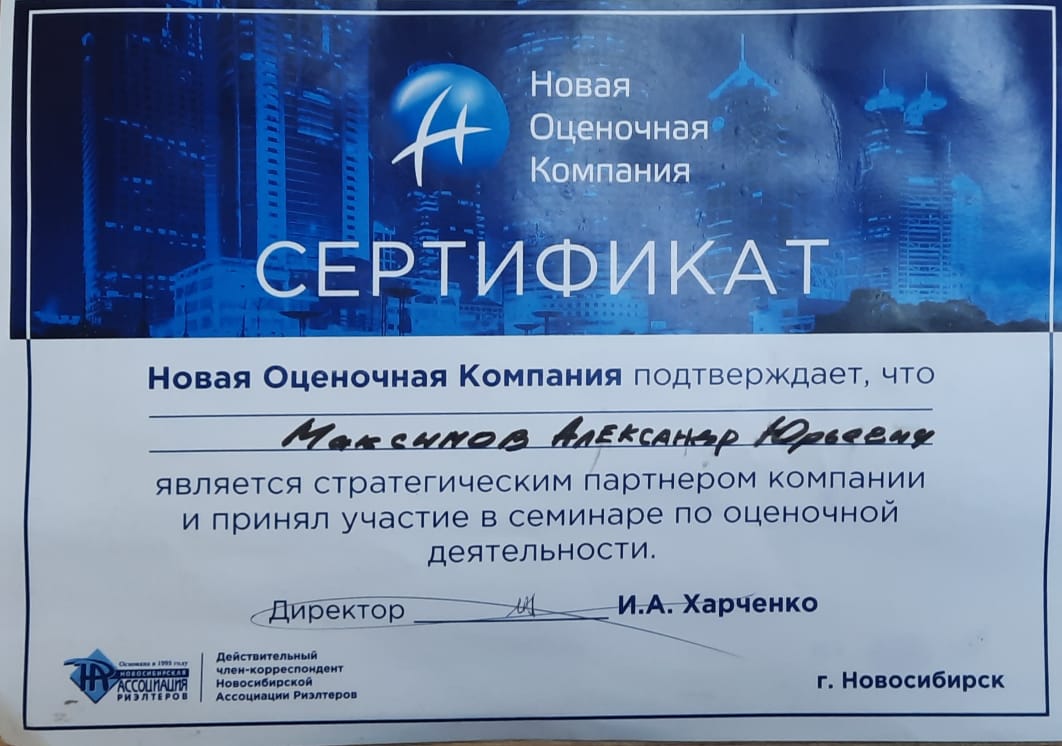 Новая
Оценочная
Компания
СЕРТИФИКАТ
Новая Оценочная Компания подтверждает, что
Максимов Александр Юрьевич
является стратегическим партнером компании
и принял участие в семинаре по оценочной
деятельности.
Директор И.А. Харченко
Основана в 1995 году
НОВОСИБИРСКАЯ
АССОЦИАЦИЯ
РИЭЛТЕРОВ
Действительный
член-корреспондент
Новосибирской
Ассоциации Риэлтеров
г. Новосибирск